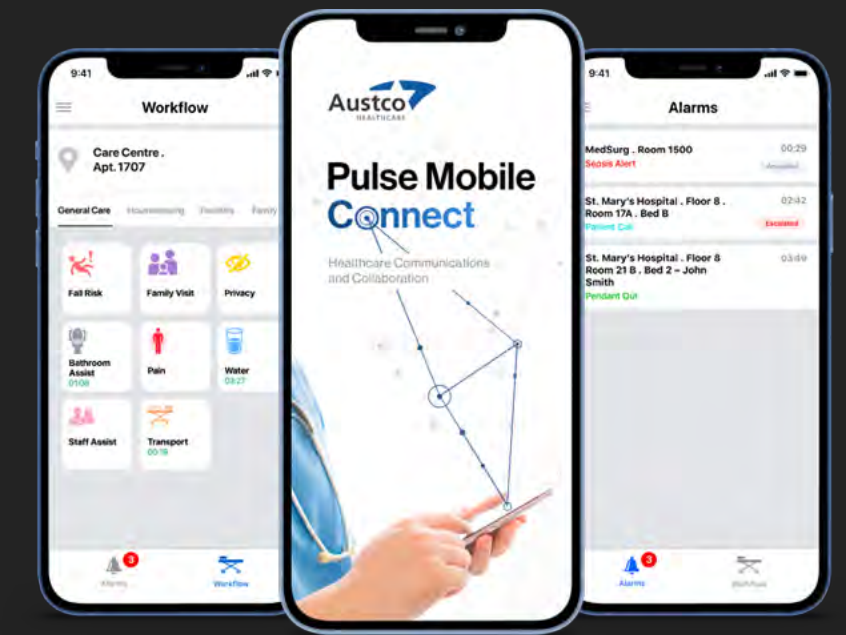 9:41
Workflow
Care Centre .
Apt. 1707
General Care Housekeeping Facilities Family
Fall Risk
Family Visit
Privacy
Bathroom
Assist
01:08
Pain
Water
03:27
Staff Assist
Transport
00:19
3
Alarms
Workflow
Austco
HEALTHCARE
Pulse Mobile
Connect
Healthcare Communications
and Collaboration
9:41
Alarms
MedSurg . Room 1500
00:29
Sepsis Alert
Accepted
St. Mary's Hospital . Floor 8 .
Room 17A . Bed B
02:42
Patient Call
Escalated
St. Mary's Hospital . Floor 8
Room 21 B . Bed 2 – John
Smith
03:49
Pendant Out
3
Alarms
Workflow